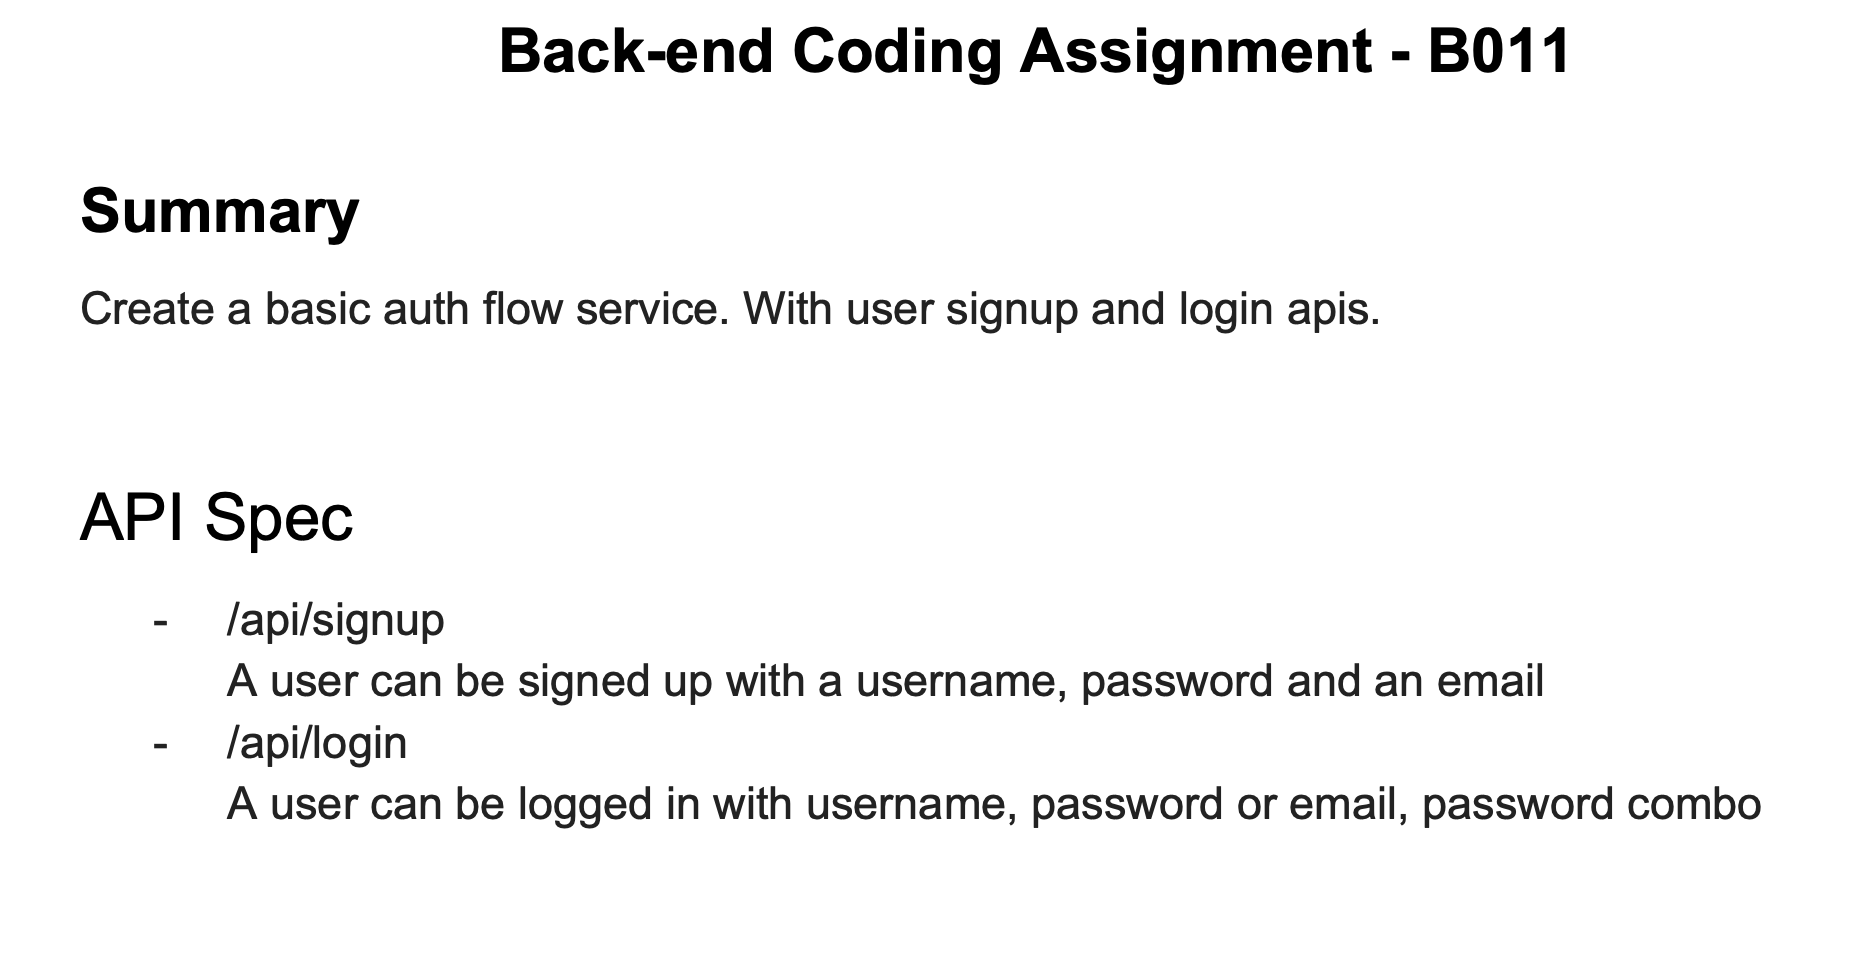 Back-end Coding Assignment - B011
Summary
Create a basic auth flow service. With user signup and login apis.
API Spec
- /api/signup
A user can be signed up with a username, password and an email
- /api/login
A user can be logged in with username, password or email, password combo